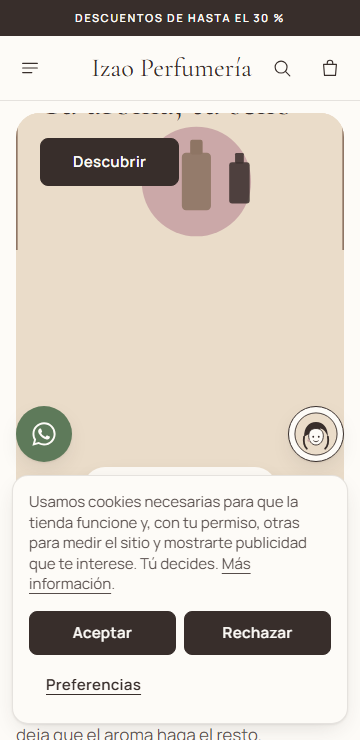 DESCUENTOS DE HASTA EL 30 %
Izao Perfumería
Descubrir
Usamos cookies necesarias para que la
tienda funcione y, con tu permiso, otras
para medir el sitio y mostrarte publicidad
que te interese. Tú decides. Más
información.
Aceptar
Rechazar
Preferencias
deja que el aroma haga el resto.